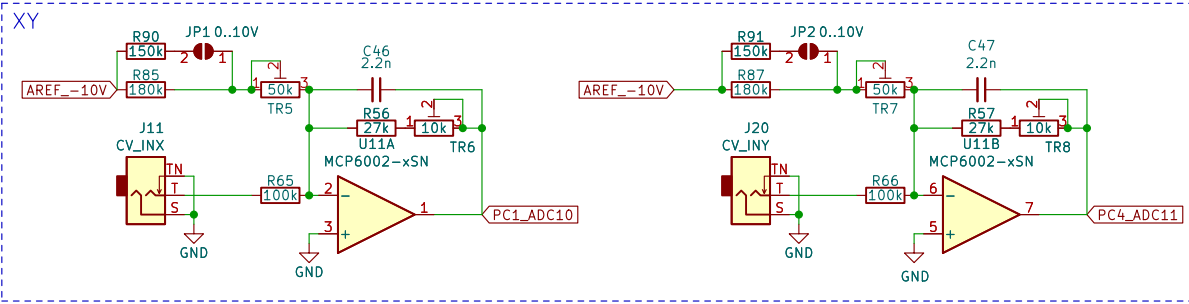 XY
R90
150k
JP1 0..10V
2
1
R85
180k
AREF_-10V
1
2
3
50k
TR5
C46
2.2n
R56
27k
1
2
3
10k
TR6
U11A
MCP6002-xSN
J11
CV_INX
TN
T
S
R65
100k
2
−
3
+
1
PC1_ADC10
GND
GND
R91
150k
JP2 0..10V
2
1
R87
180k
AREF_-10V
1
2
3
50k
TR7
C47
2.2n
R57
27k
1
2
3
10k
TR8
U11B
MCP6002-xSN
J20
CV_INY
TN
T
S
R66
100k
6
−
5
+
7
PC4_ADC11
GND
GND